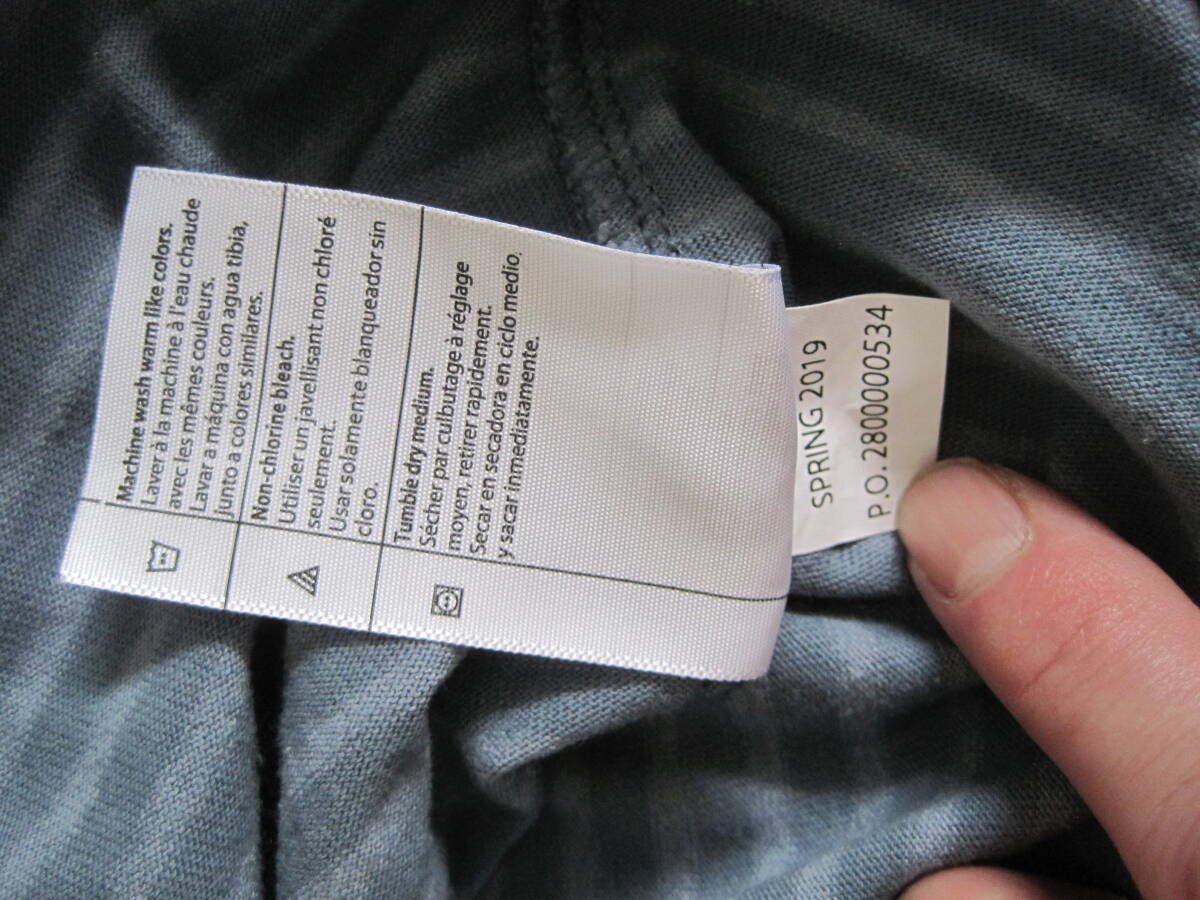 Machine wash warm like colors.
Laver à la machine à l'eau chaude
avec les mêmes couleurs.
Lavar a máquina con agua tibia,
junto a colores similares.
Non-chlorine bleach.
Utiliser un javellisant non chloré
seulement.
Usar solamente blanqueador sin
cloro.
Tumble dry medium.
Sécher par culbutage à réglage
moyen, retirer rapidement.
Secar en secadora en ciclo medio,
y sacar inmediatamente.
SPRING 2019
P.O. 2800000534